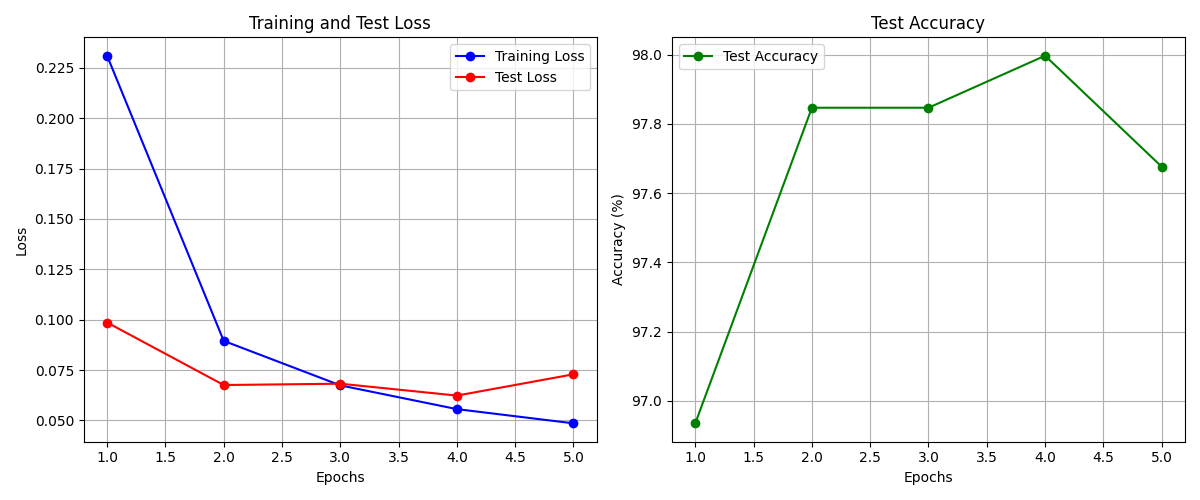 Training and Test Loss
Training Loss
Test Loss
0.225
0.200
0.175
0.150
0.125
0.100
0.075
0.050
Loss
1.0 1.5 2.0 2.5 3.0 3.5 4.0 4.5 5.0
Epochs
Test Accuracy
Test Accuracy
98.0
97.8
97.6
97.4
97.2
97.0
Accuracy (%)
1.0 1.5 2.0 2.5 3.0 3.5 4.0 4.5 5.0
Epochs